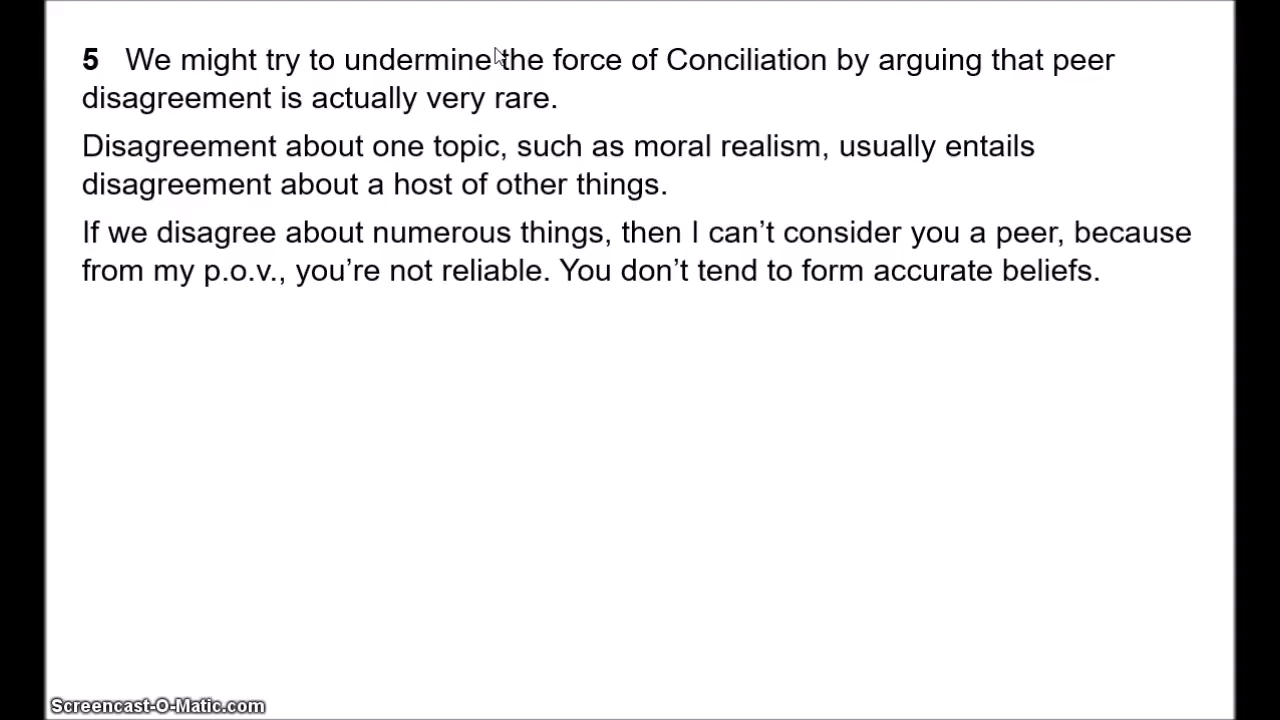 5 We might try to undermine the force of Conciliation by arguing that peer
disagreement is actually very rare.
Disagreement about one topic, such as moral realism, usually entails
disagreement about a host of other things.
If we disagree about numerous things, then I can’t consider you a peer, because
from my p.o.v., you’re not reliable. You don’t tend to form accurate beliefs.
Screencast-O-Matic.com